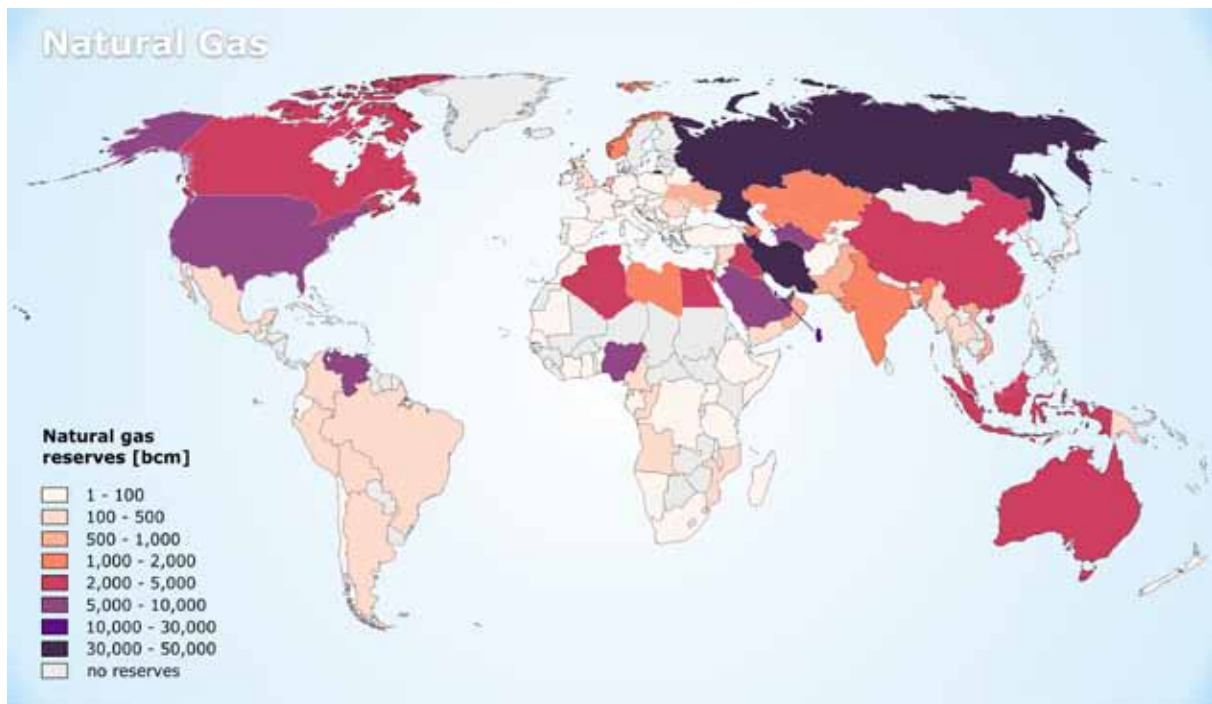 Natural Gas
Natural gas
reserves [bcm]
1 - 100
100 - 500
500 - 1,000
1,000 - 2,000
2,000 - 5,000
5,000 - 10,000
10,000 - 30,000
30,000 - 50,000
no reserves